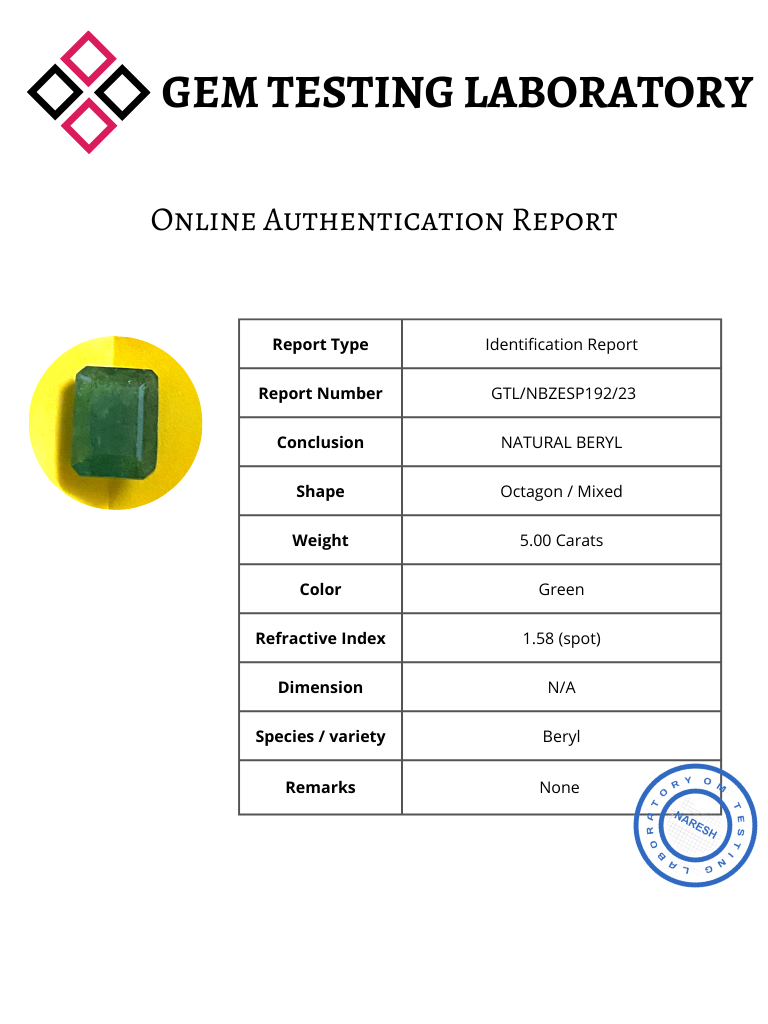 GEM TESTING LABORATORY
Online Authentication Report
Report Type Identification Report
Report Number GTL/NBZESP192/23
Conclusion NATURAL BERYL
Shape Octagon / Mixed
Weight 5.00 Carats
Color Green
Refractive Index 1.58 (spot)
Dimension N/A
Species / variety Beryl
Remarks None
OM TESTING LABORATORY
NARESH